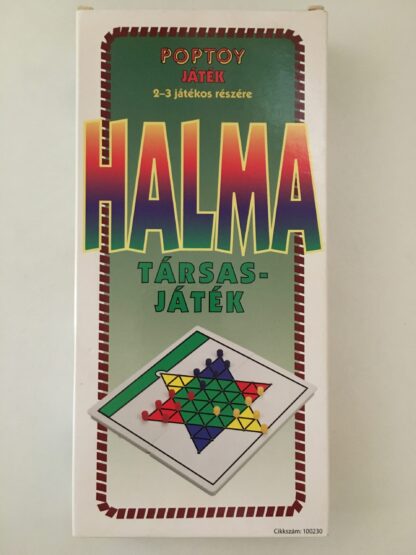 POPTOY
JÁTÉK
2–3 játékos részére
HALMA
TÁRSAS-
JÁTÉK
Cikkszám: 100230